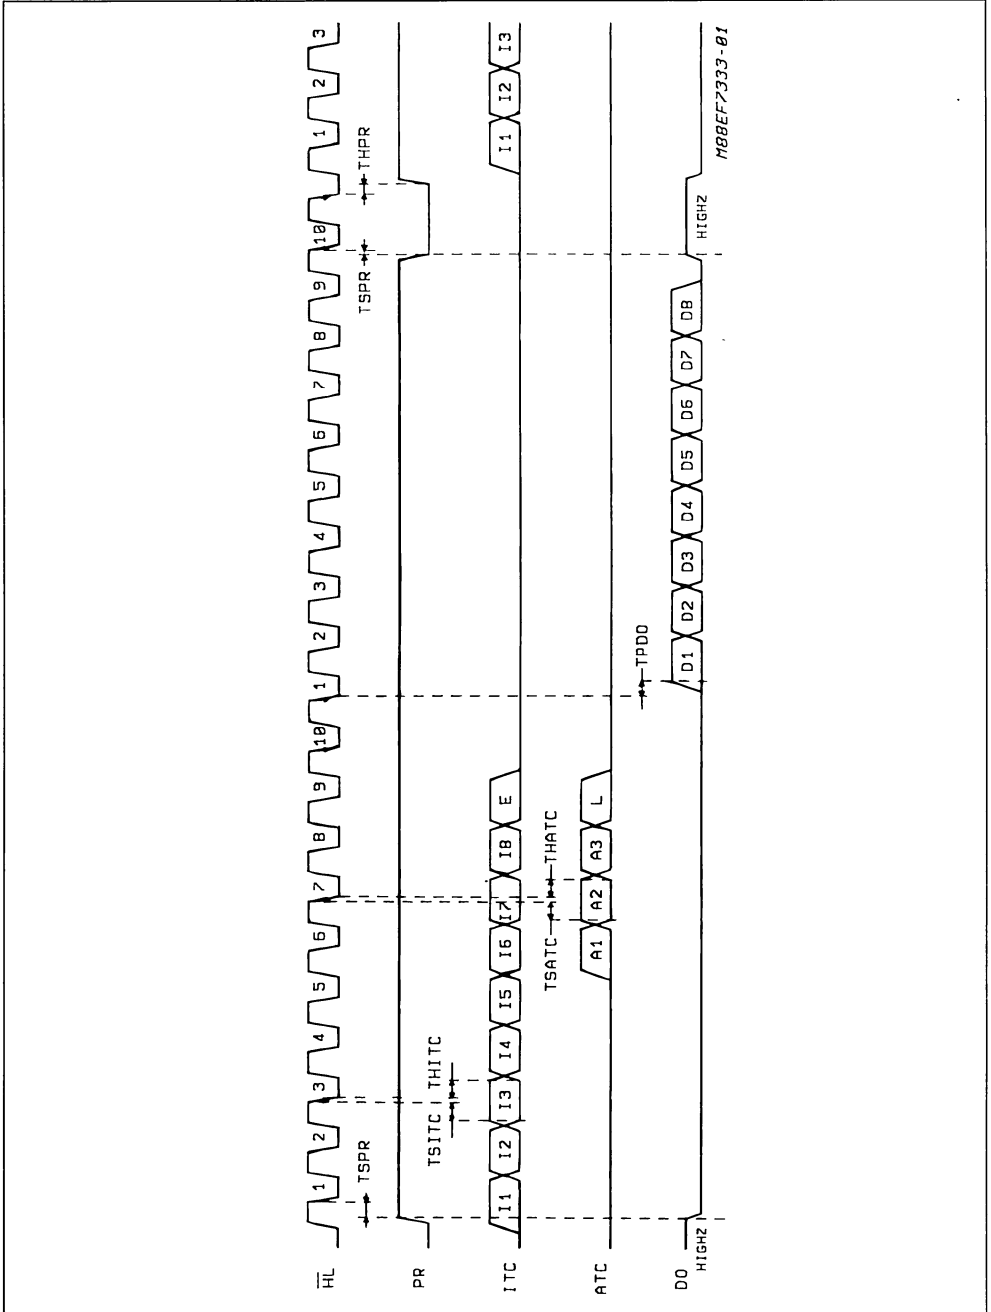 H̅L̅ 1 2 3 4 5 6 7 8 9 10 1 2 3 4 5 6 7 8 9 10 1 2 3
TSPR TSPR THPR
PR
TSITC THITC
ITC I1 I2 I3 I4 I5 I6 I7 I8 E I1 I2 I3
TSATC THATC
ATC A1 A2 A3 L
TPDO
DO D1 D2 D3 D4 D5 D6 D7 D8
HIGHZ HIGHZ
M88EF7333-01